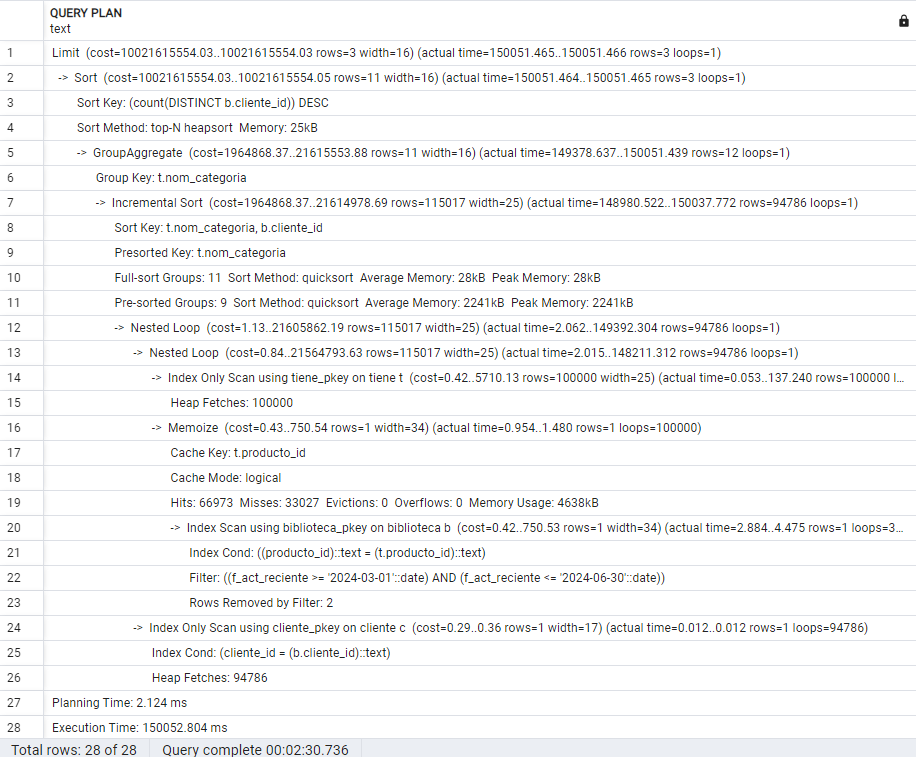 QUERY PLAN
text
1 Limit (cost=10021615554.03..10021615554.03 rows=3 width=16) (actual time=150051.465..150051.466 rows=3 loops=1)
2 -> Sort (cost=10021615554.03..10021615554.05 rows=11 width=16) (actual time=150051.464..150051.465 rows=3 loops=1)
3 Sort Key: (count(DISTINCT b.cliente_id)) DESC
4 Sort Method: top-N heapsort Memory: 25kB
5 -> GroupAggregate (cost=1964868.37..21615553.88 rows=11 width=16) (actual time=149378.637..150051.439 rows=12 loops=1)
6 Group Key: t.nom_categoria
7 -> Incremental Sort (cost=1964868.37..21614978.69 rows=115017 width=25) (actual time=148980.522..150037.772 rows=94786 loops=1)
8 Sort Key: t.nom_categoria, b.cliente_id
9 Presorted Key: t.nom_categoria
10 Full-sort Groups: 11 Sort Method: quicksort Average Memory: 28kB Peak Memory: 28kB
11 Pre-sorted Groups: 9 Sort Method: quicksort Average Memory: 2241kB Peak Memory: 2241kB
12 -> Nested Loop (cost=1.13..21605862.19 rows=115017 width=25) (actual time=2.062..149392.304 rows=94786 loops=1)
13 -> Nested Loop (cost=0.84..21564793.63 rows=115017 width=25) (actual time=2.015..148211.312 rows=94786 loops=1)
14 -> Index Only Scan using tiene_pkey on tiene t (cost=0.42..5710.13 rows=100000 width=25) (actual time=0.053..137.240 rows=100000 l...
15 Heap Fetches: 100000
16 -> Memoize (cost=0.43..750.54 rows=1 width=34) (actual time=0.954..1.480 rows=1 loops=100000)
17 Cache Key: t.producto_id
18 Cache Mode: logical
19 Hits: 66973 Misses: 33027 Evictions: 0 Overflows: 0 Memory Usage: 4638kB
20 -> Index Scan using biblioteca_pkey on biblioteca b (cost=0.42..750.53 rows=1 width=34) (actual time=2.884..4.475 rows=1 loops=3...
21 Index Cond: ((producto_id)::text = (t.producto_id)::text)
22 Filter: ((f_act_reciente >= '2024-03-01'::date) AND (f_act_reciente <= '2024-06-30'::date))
23 Rows Removed by Filter: 2
24 -> Index Only Scan using cliente_pkey on cliente c (cost=0.29..0.36 rows=1 width=17) (actual time=0.012..0.012 rows=1 loops=94786)
25 Index Cond: (cliente_id = (b.cliente_id)::text)
26 Heap Fetches: 94786
27 Planning Time: 2.124 ms
28 Execution Time: 150052.804 ms
Total rows: 28 of 28 Query complete 00:02:30.736